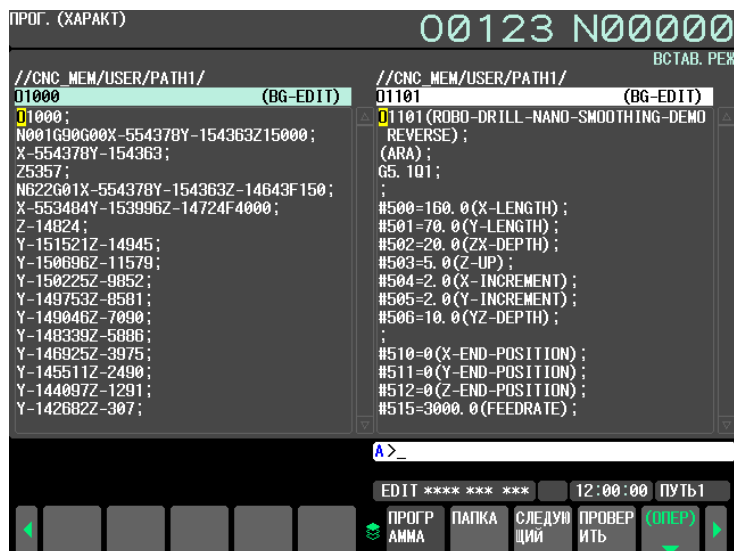 ПРОГ. (ХАРАКТ)
O0123 N00000
ВСТАВ. РЕЖ
//CNC_MEM/USER/PATH1/
O1000 (BG-EDIT)
O1000;
N001G90G00X-554378Y-154363Z15000;
X-554378Y-154363;
Z5357;
N622G01X-554378Y-154363Z-14643F150;
X-553484Y-153996Z-14724F4000;
Z-14824;
Y-151521Z-14945;
Y-150696Z-11579;
Y-150225Z-9852;
Y-149753Z-8581;
Y-149046Z-7090;
Y-148339Z-5886;
Y-146925Z-3975;
Y-145511Z-2490;
Y-144097Z-1291;
Y-142682Z-307;
//CNC_MEM/USER/PATH1/
O1101 (BG-EDIT)
O1101(ROBO-DRILL-NANO-SMOOTHING-DEMO
REVERSE);
(ARA);
G5.1Q1;
;
#500=160.0(X-LENGTH);
#501=70.0(Y-LENGTH);
#502=20.0(ZX-DEPTH);
#503=5.0(Z-UP);
#504=2.0(X-INCREMENT);
#505=2.0(Y-INCREMENT);
#506=10.0(YZ-DEPTH);
;
#510=0(X-END-POSITION);
#511=0(Y-END-POSITION);
#512=0(Z-END-POSITION);
#515=3000.0(FEEDRATE);
A>_
EDIT **** *** *** 12:00:00 ПУТЬ1
ПРОГР
АММА
ПАПКА
СЛЕДУЮ
ЩИЙ
ПРОВЕР
ИТЬ
(ОПЕР)